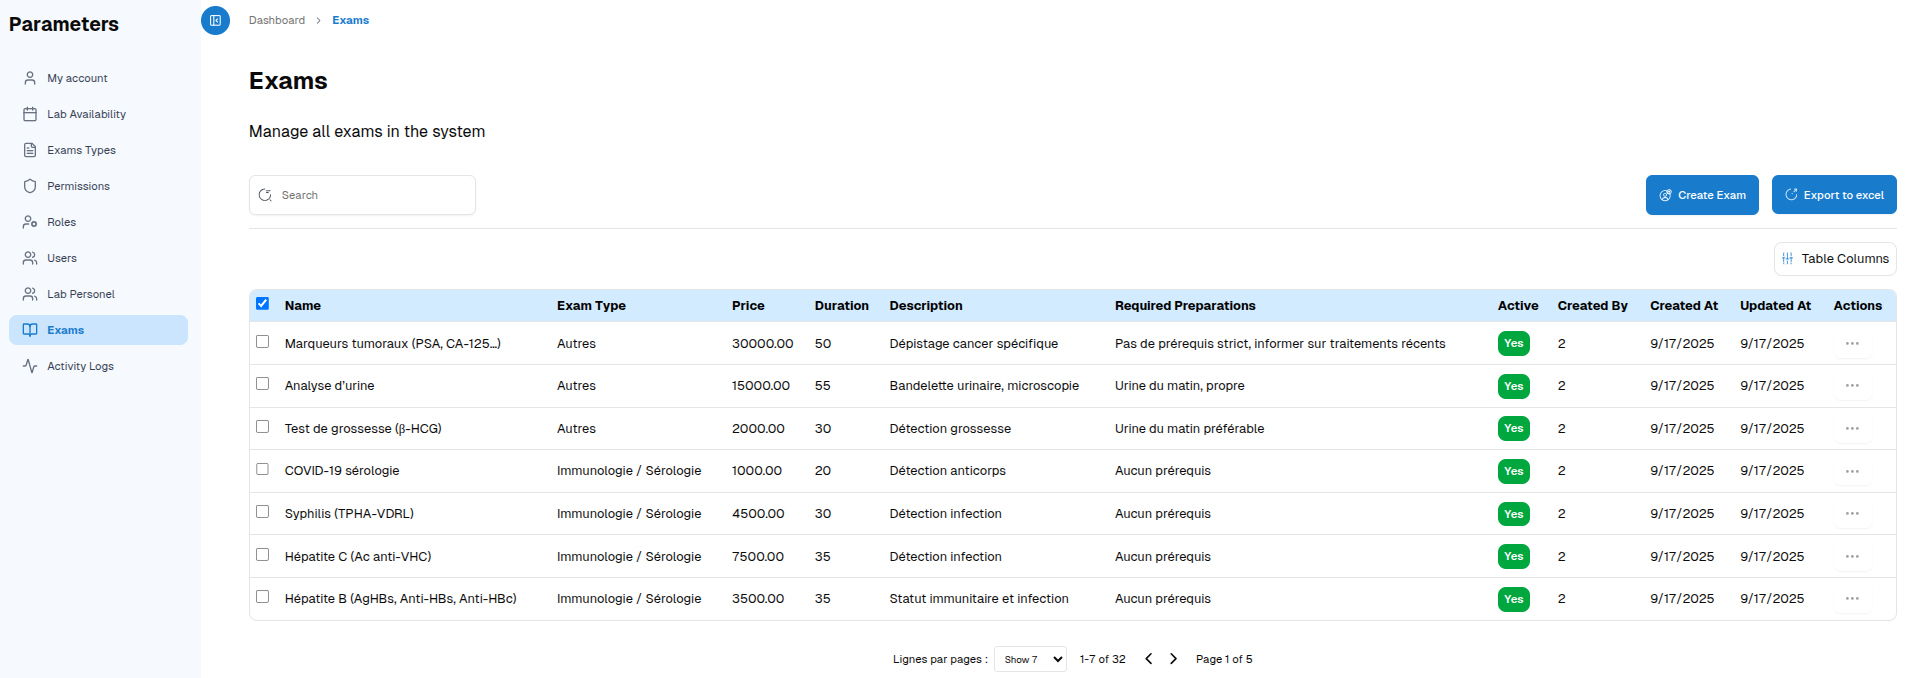 Parameters
My account
Lab Availability
Exams Types
Permissions
Roles
Users
Lab Personel
Exams
Activity Logs
Dashboard > Exams
Exams
Manage all exams in the system
Search
Create Exam
Export to excel
Table Columns
Name Exam Type Price Duration Description Required Preparations Active Created By Created At Updated At Actions
Marqueurs tumoraux (PSA, CA-125...) Autres 30000.00 50 Dépistage cancer spécifique Pas de prérequis strict, informer sur traitements récents Yes 2 9/17/2025 9/17/2025 ...
Analyse d'urine Autres 15000.00 55 Bandelette urinaire, microscopie Urine du matin, propre Yes 2 9/17/2025 9/17/2025 ...
Test de grossesse (β-HCG) Autres 2000.00 30 Détection grossesse Urine du matin préférable Yes 2 9/17/2025 9/17/2025 ...
COVID-19 sérologie Immunologie / Sérologie 1000.00 20 Détection anticorps Aucun prérequis Yes 2 9/17/2025 9/17/2025 ...
Syphilis (TPHA-VDRL) Immunologie / Sérologie 4500.00 30 Détection infection Aucun prérequis Yes 2 9/17/2025 9/17/2025 ...
Hépatite C (Ac anti-VHC) Immunologie / Sérologie 7500.00 35 Détection infection Aucun prérequis Yes 2 9/17/2025 9/17/2025 ...
Hépatite B (AgHBs, Anti-HBs, Anti-HBc) Immunologie / Sérologie 3500.00 35 Statut immunitaire et infection Aucun prérequis Yes 2 9/17/2025 9/17/2025 ...
Lignes par pages : Show 7 1-7 of 32 < > Page 1 of 5